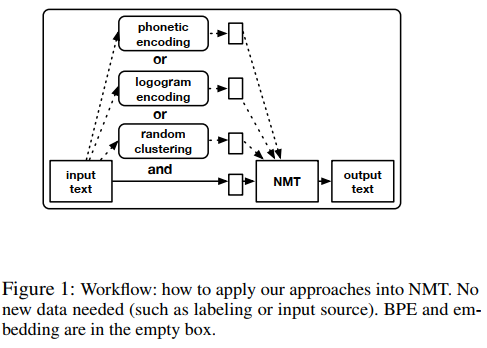 phonetic
encoding
or
logogram
encoding
or
random
clustering
and
input
text
NMT
output
text
Figure 1: Workflow: how to apply our approaches into NMT. No
new data needed (such as labeling or input source). BPE and em-
bedding are in the empty box.